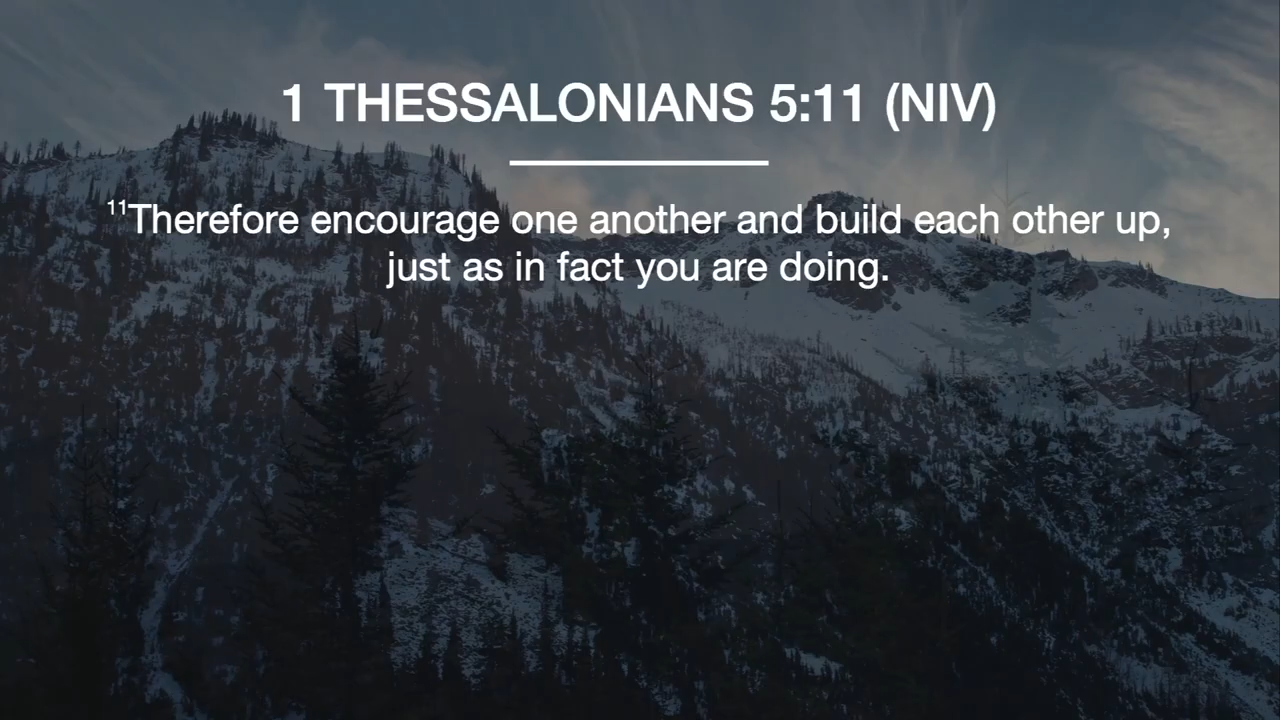 1 THESSALONIANS 5:11 (NIV)
11Therefore encourage one another and build each other up,
just as in fact you are doing.